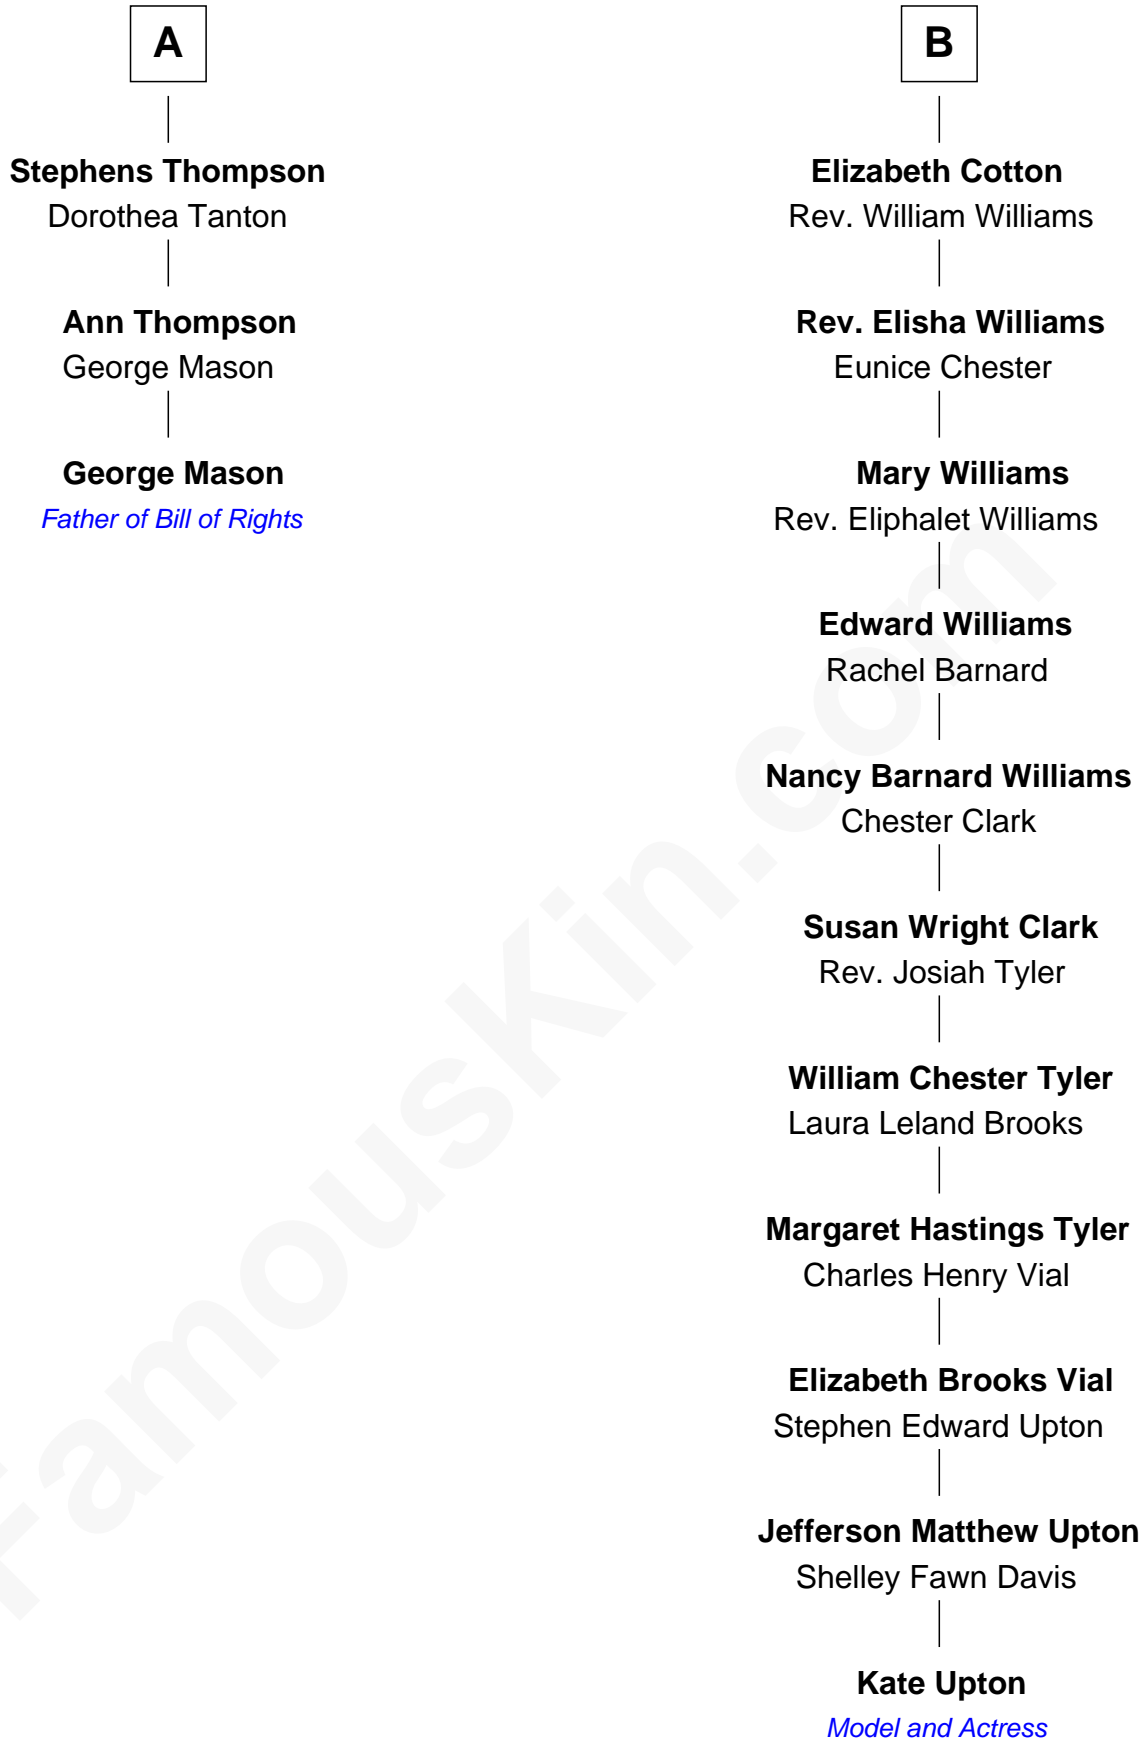 A
Stephens Thompson
Dorothea Tanton
Ann Thompson
George Mason
George Mason
Father of Bill of Rights
B
Elizabeth Cotton
Rev. William Williams
Rev. Elisha Williams
Eunice Chester
Mary Williams
Rev. Eliphalet Williams
Edward Williams
Rachel Barnard
Nancy Barnard Williams
Chester Clark
Susan Wright Clark
Rev. Josiah Tyler
William Chester Tyler
Laura Leland Brooks
Margaret Hastings Tyler
Charles Henry Vial
Elizabeth Brooks Vial
Stephen Edward Upton
Jefferson Matthew Upton
Shelley Fawn Davis
Kate Upton
Model and Actress
FamousKin.com